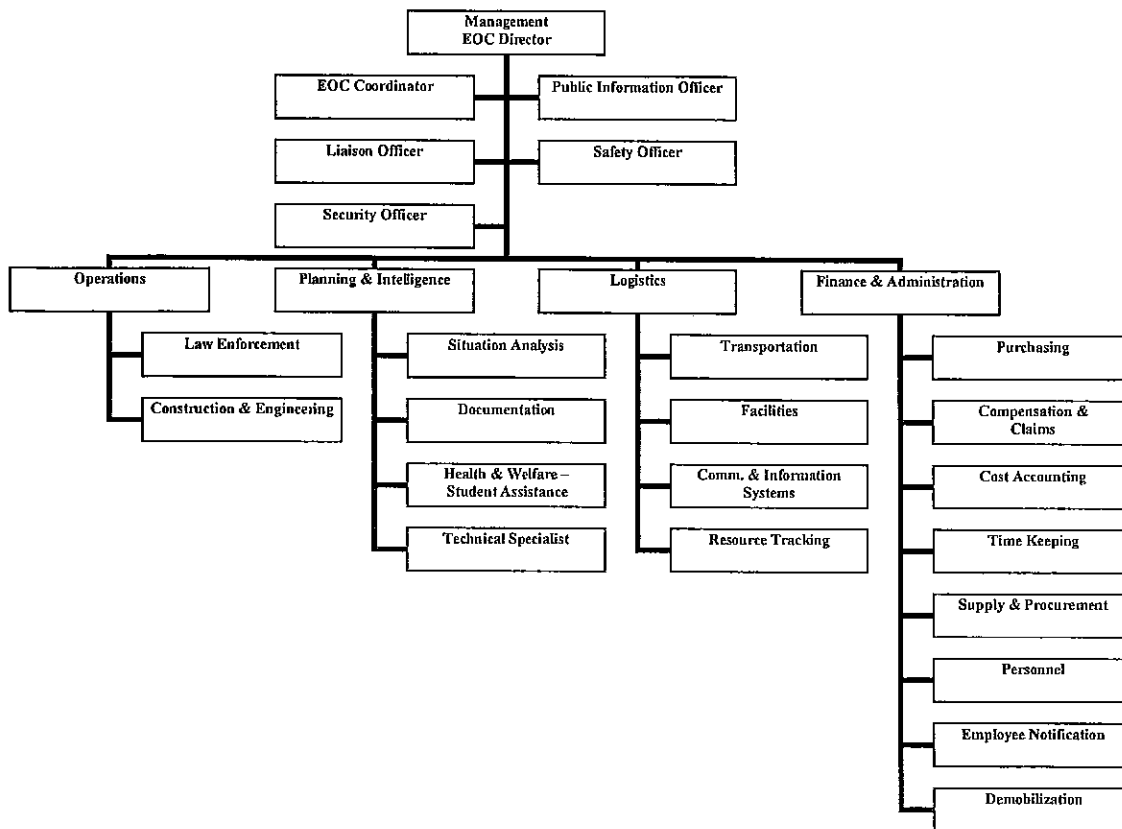 Management
EOC Director
EOC Coordinator
Public Information Officer
Liaison Officer
Safety Officer
Security Officer
Operations
Planning & Intelligence
Logistics
Finance & Administration
Law Enforcement
Situation Analysis
Transportation
Purchasing
Construction & Engineering
Documentation
Facilities
Compensation &
Claims
Health & Welfare –
Student Assistance
Comm. & Information
Systems
Cost Accounting
Technical Specialist
Resource Tracking
Time Keeping
Supply & Procurement
Personnel
Employee Notification
Demobilization